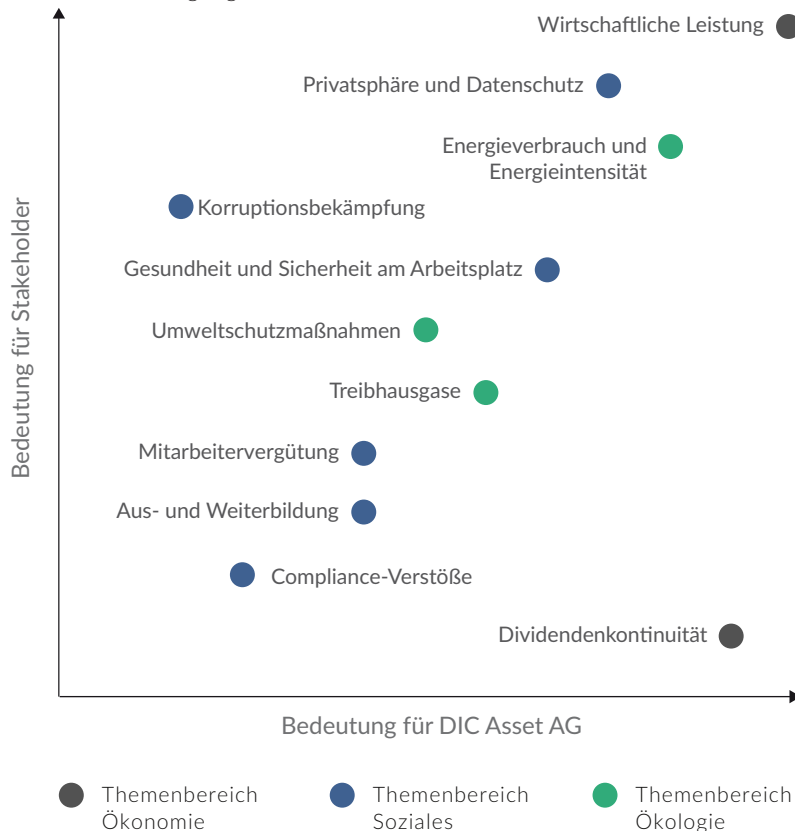 Wirtschaftliche Leistung
Privatsphäre und Datenschutz
Energieverbrauch und
Energieintensität
Korruptionsbekämpfung
Gesundheit und Sicherheit am Arbeitsplatz
Umweltschutzmaßnahmen
Treibhausgase
Mitarbeitervergütung
Aus- und Weiterbildung
Compliance-Verstöße
Dividendenkontinuität
Bedeutung für Stakeholder
Bedeutung für DIC Asset AG
Themenbereich
Ökonomie
Themenbereich
Soziales
Themenbereich
Ökologie